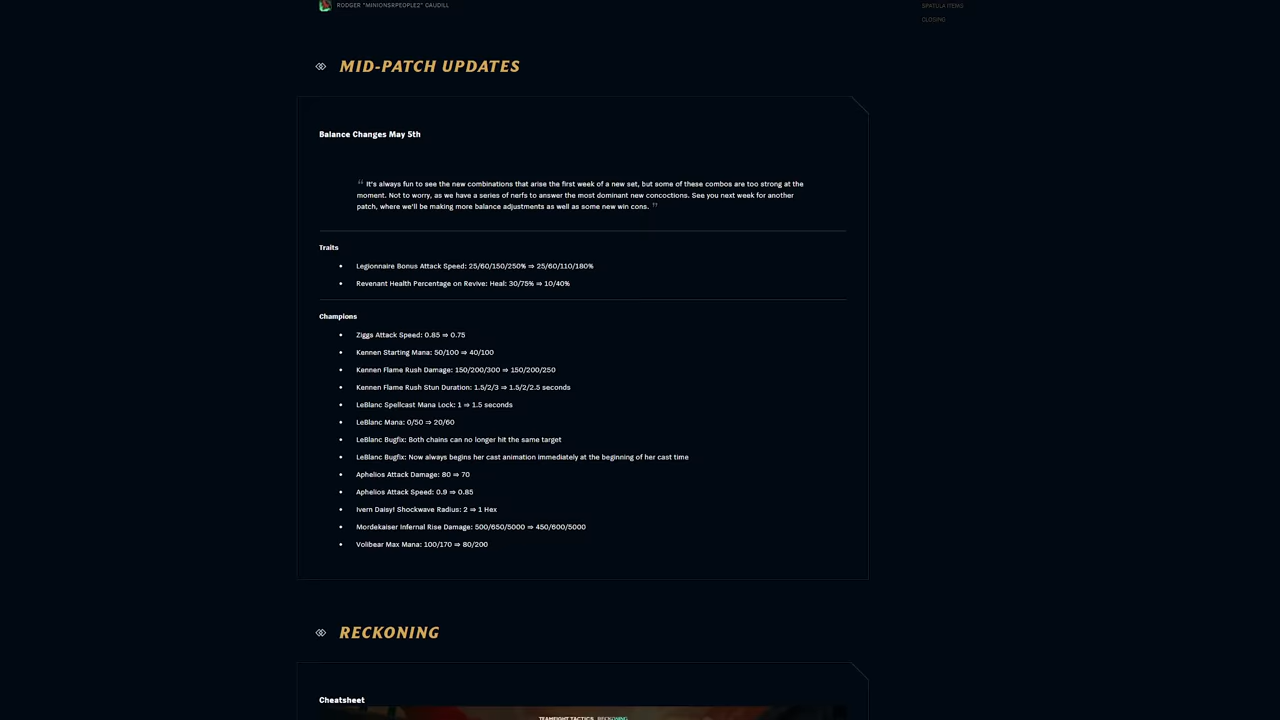 RODGER "MINIONSRPEOPLE2" CAUDILL
SPATULA ITEMS
CLOSING
MID-PATCH UPDATES
Balance Changes May 5th
" It's always fun to see the new combinations that arise the first week of a new set, but some of these combos are too strong at the
moment. Not to worry, as we have a series of nerfs to answer the most dominant new concoctions. See you next week for another
patch, where we'll be making more balance adjustments as well as some new win cons. "
Traits
• Legionnaire Bonus Attack Speed: 25/60/150/250% ⇒ 25/60/110/180%
• Revenant Health Percentage on Revive: Heal: 30/75% ⇒ 10/40%
Champions
• Ziggs Attack Speed: 0.85 ⇒ 0.75
• Kennen Starting Mana: 50/100 ⇒ 40/100
• Kennen Flame Rush Damage: 150/200/300 ⇒ 150/200/250
• Kennen Flame Rush Stun Duration: 1.5/2/3 ⇒ 1.5/2/2.5 seconds
• LeBlanc Spellcast Mana Lock: 1 ⇒ 1.5 seconds
• LeBlanc Mana: 0/50 ⇒ 20/60
• LeBlanc Bugfix: Both chains can no longer hit the same target
• LeBlanc Bugfix: Now always begins her cast animation immediately at the beginning of her cast time
• Aphelios Attack Damage: 80 ⇒ 70
• Aphelios Attack Speed: 0.9 ⇒ 0.85
• Ivern Daisy! Shockwave Radius: 2 ⇒ 1 Hex
• Mordekaiser Infernal Rise Damage: 500/650/5000 ⇒ 450/600/5000
• Volibear Max Mana: 100/170 ⇒ 80/200
RECKONING
Cheatsheet
TEAMFIGHT TACTICS RECKONING